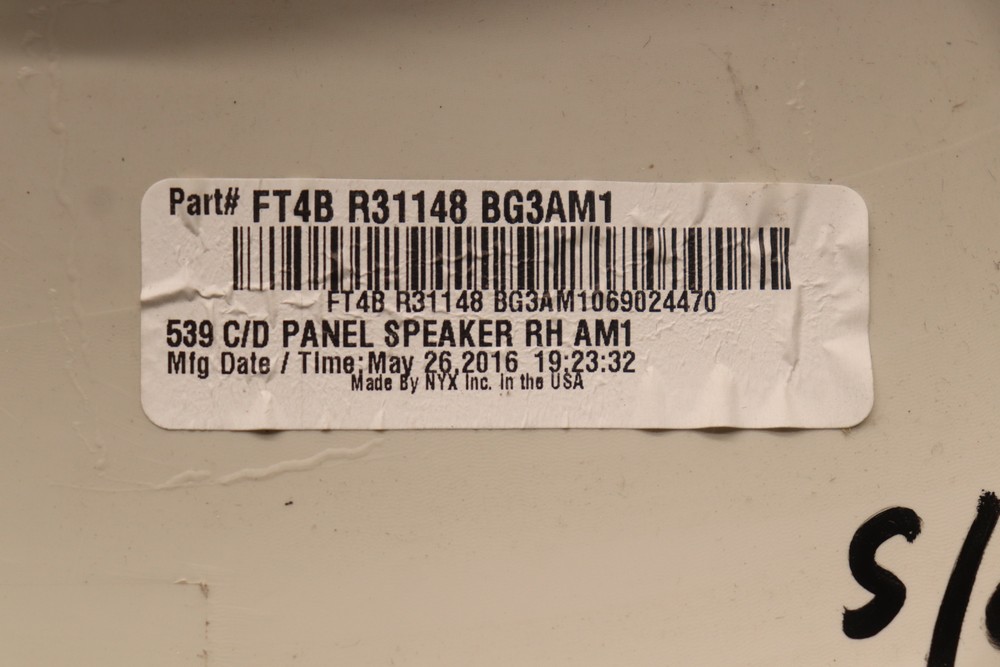 Part# FT4B R31148 BG3AM1
FT4B R31148 BG3AM1069024470
539 C/D PANEL SPEAKER RH AM1
Mfg Date / Time:May 26,2016 19:23:32
Made By NYX Inc. In the USA
S/